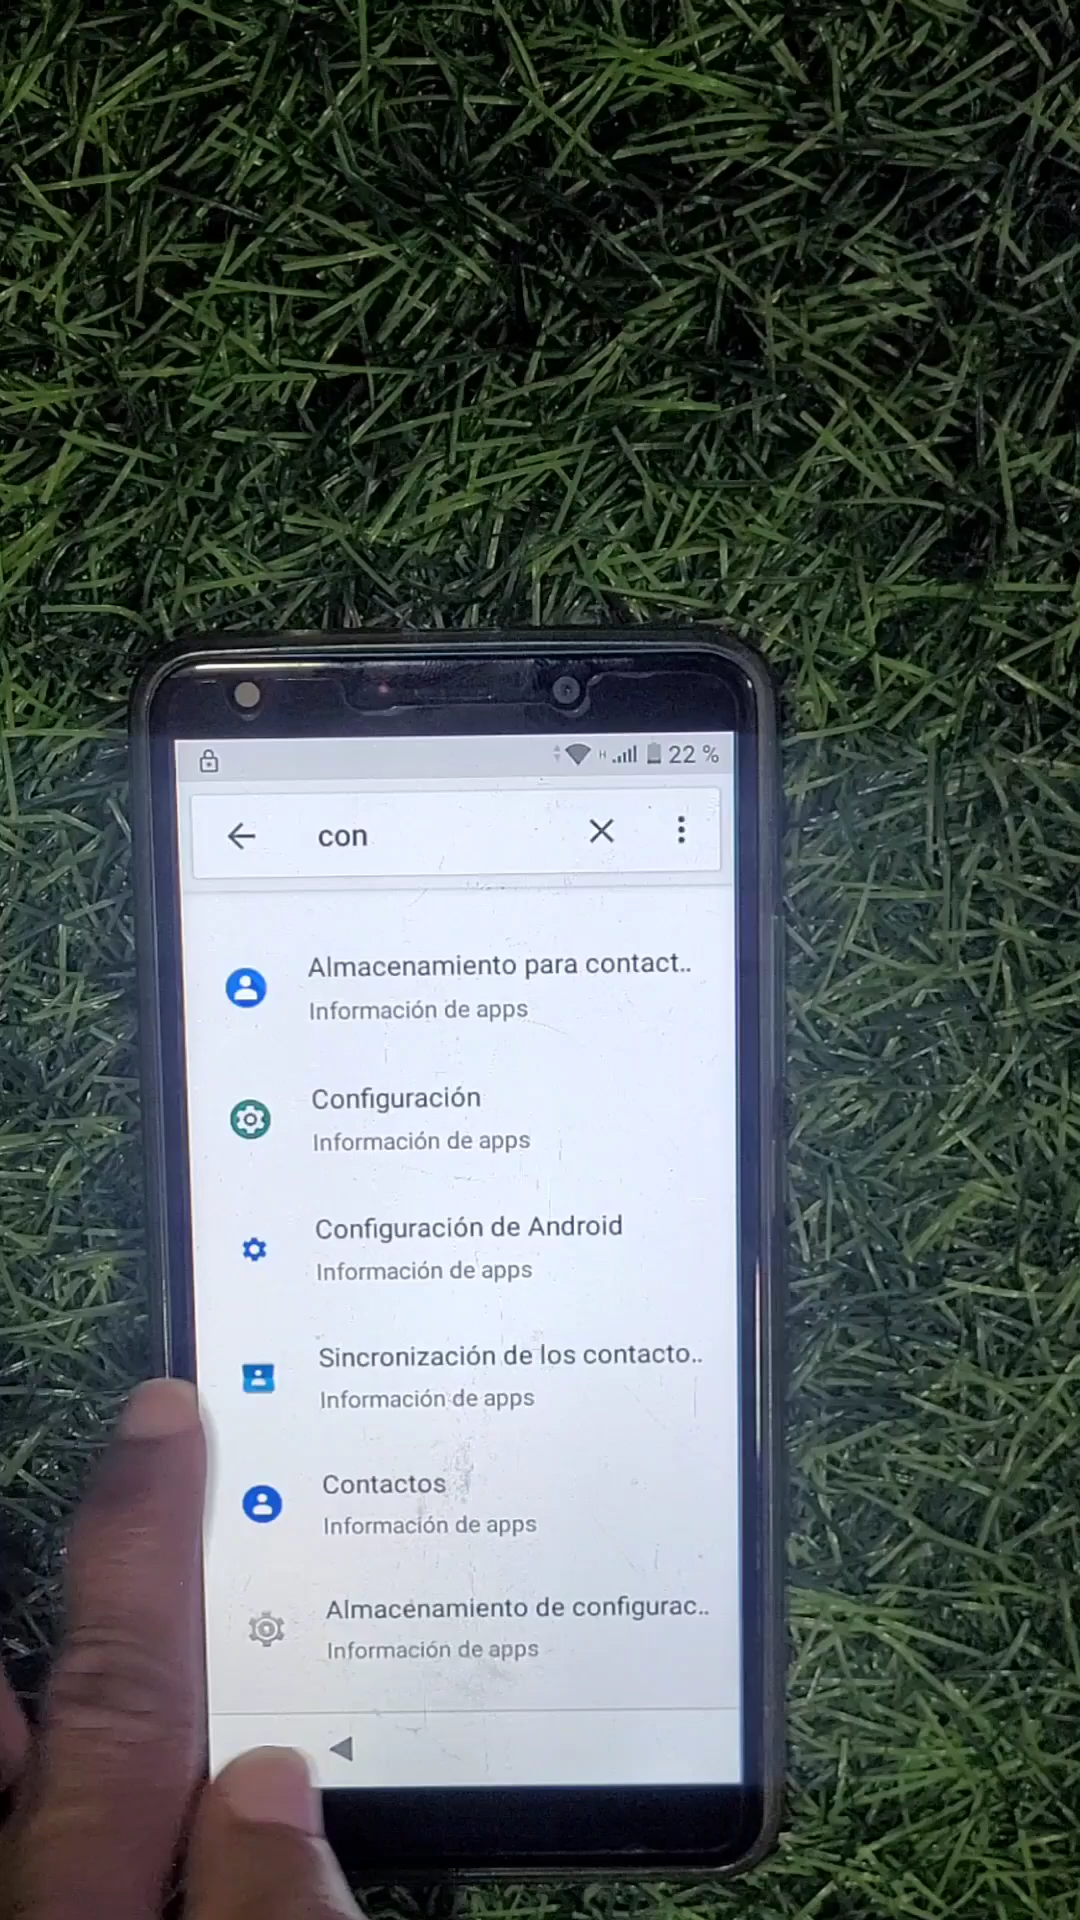 H 22 %
con
Almacenamiento para contact..
Información de apps
Configuración
Información de apps
Configuración de Android
Información de apps
Sincronización de los contacto..
Información de apps
Contactos
Información de apps
Almacenamiento de configurac..
Información de apps